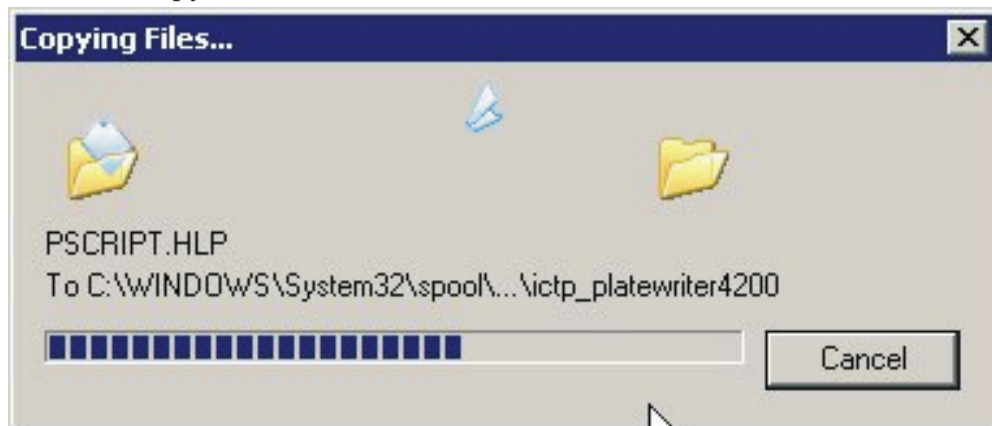 Copying Files...
PSCRIPT.HLP
To C:\WINDOWS\System32\spool\...\ictp_platewriter4200
Cancel